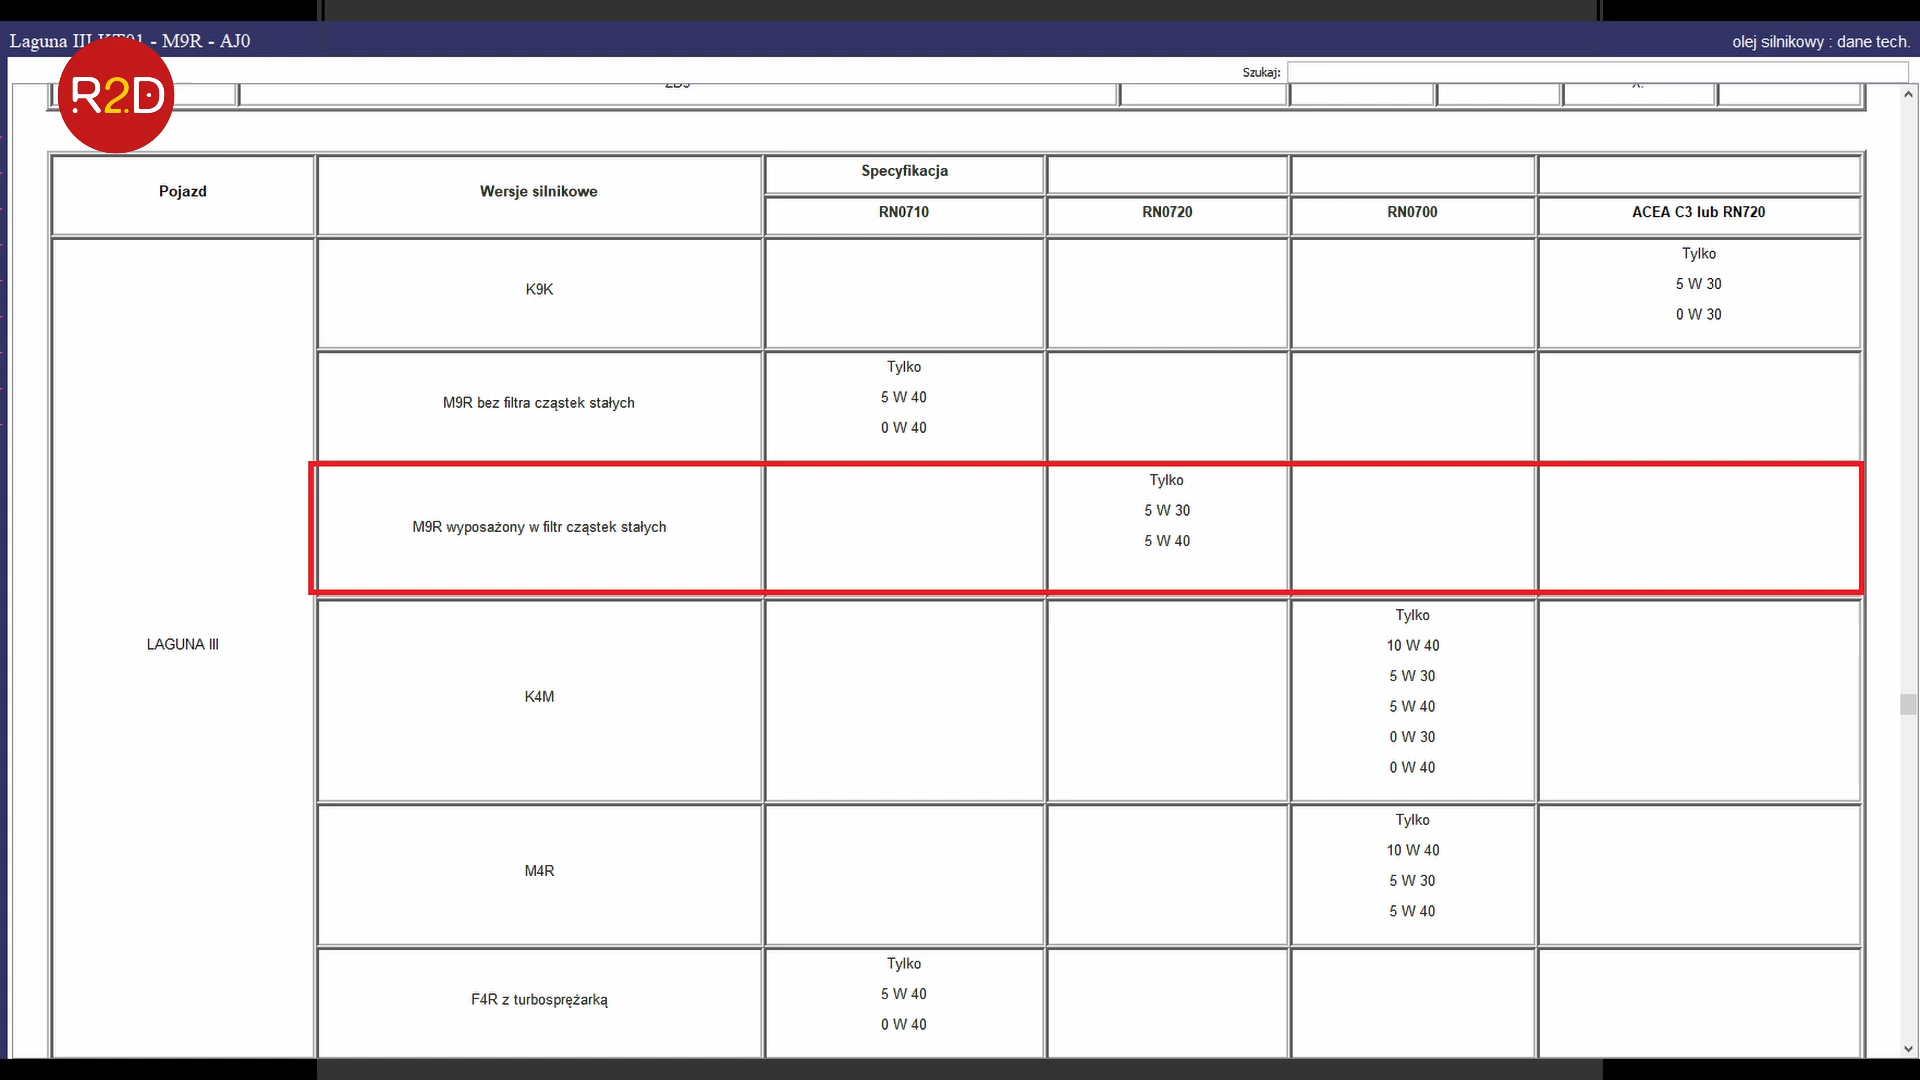 Laguna III KT01 - M9R - AJ0
olej silnikowy : dane tech.
R2D
Szukaj:
Pojazd
Wersje silnikowe
Specyfikacja
RN0710
RN0720
RN0700
ACEA C3 lub RN720
LAGUNA III
K9K
Tylko
5 W 30
0 W 30
M9R bez filtra cząstek stałych
Tylko
5 W 40
0 W 40
M9R wyposażony w filtr cząstek stałych
Tylko
5 W 30
5 W 40
K4M
Tylko
10 W 40
5 W 30
5 W 40
0 W 30
0 W 40
M4R
Tylko
10 W 40
5 W 30
5 W 40
F4R z turbosprężarką
Tylko
5 W 40
0 W 40